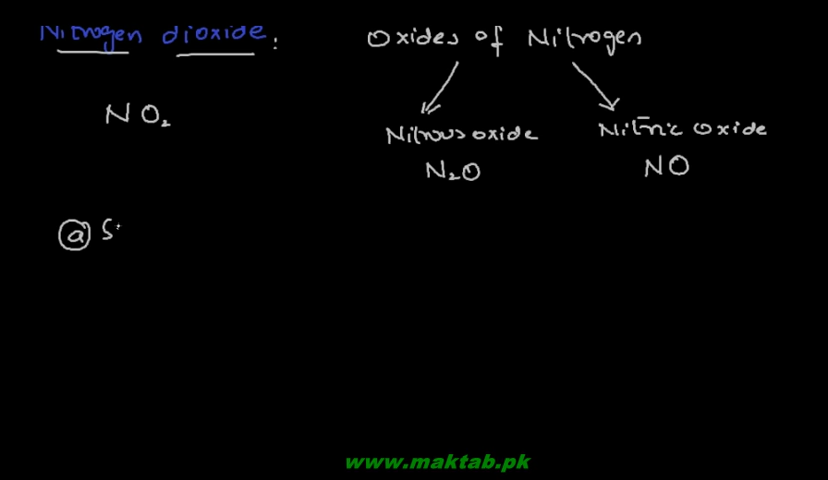 Nitrogen dioxide:
Oxides of Nitrogen
NO₂
Nitrous oxide
Nitric oxide
N₂O
NO
ⓐ S
www.maktab.pk